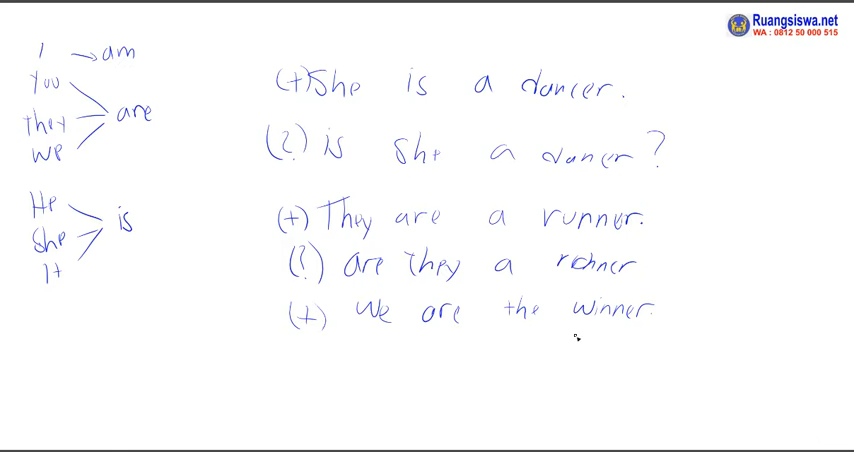 Ruangsiswa.net
WA : 0812 50 000 515
I → am
You
They
We
are
He
She
It
is
(+) She is a dancer.
(?) is she a dancer?
(+) They are a runner.
(?) are they a
(+) We are the winner.